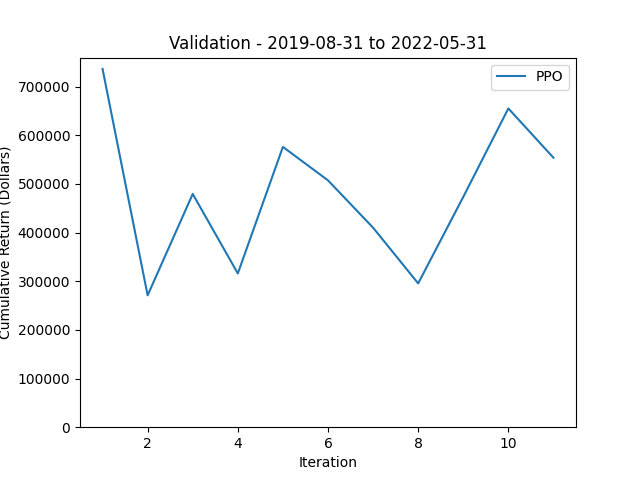 Validation - 2019-08-31 to 2022-05-31
PPO
Cumulative Return (Dollars)
700000
600000
500000
400000
300000
200000
100000
0
2 4 6 8 10
Iteration